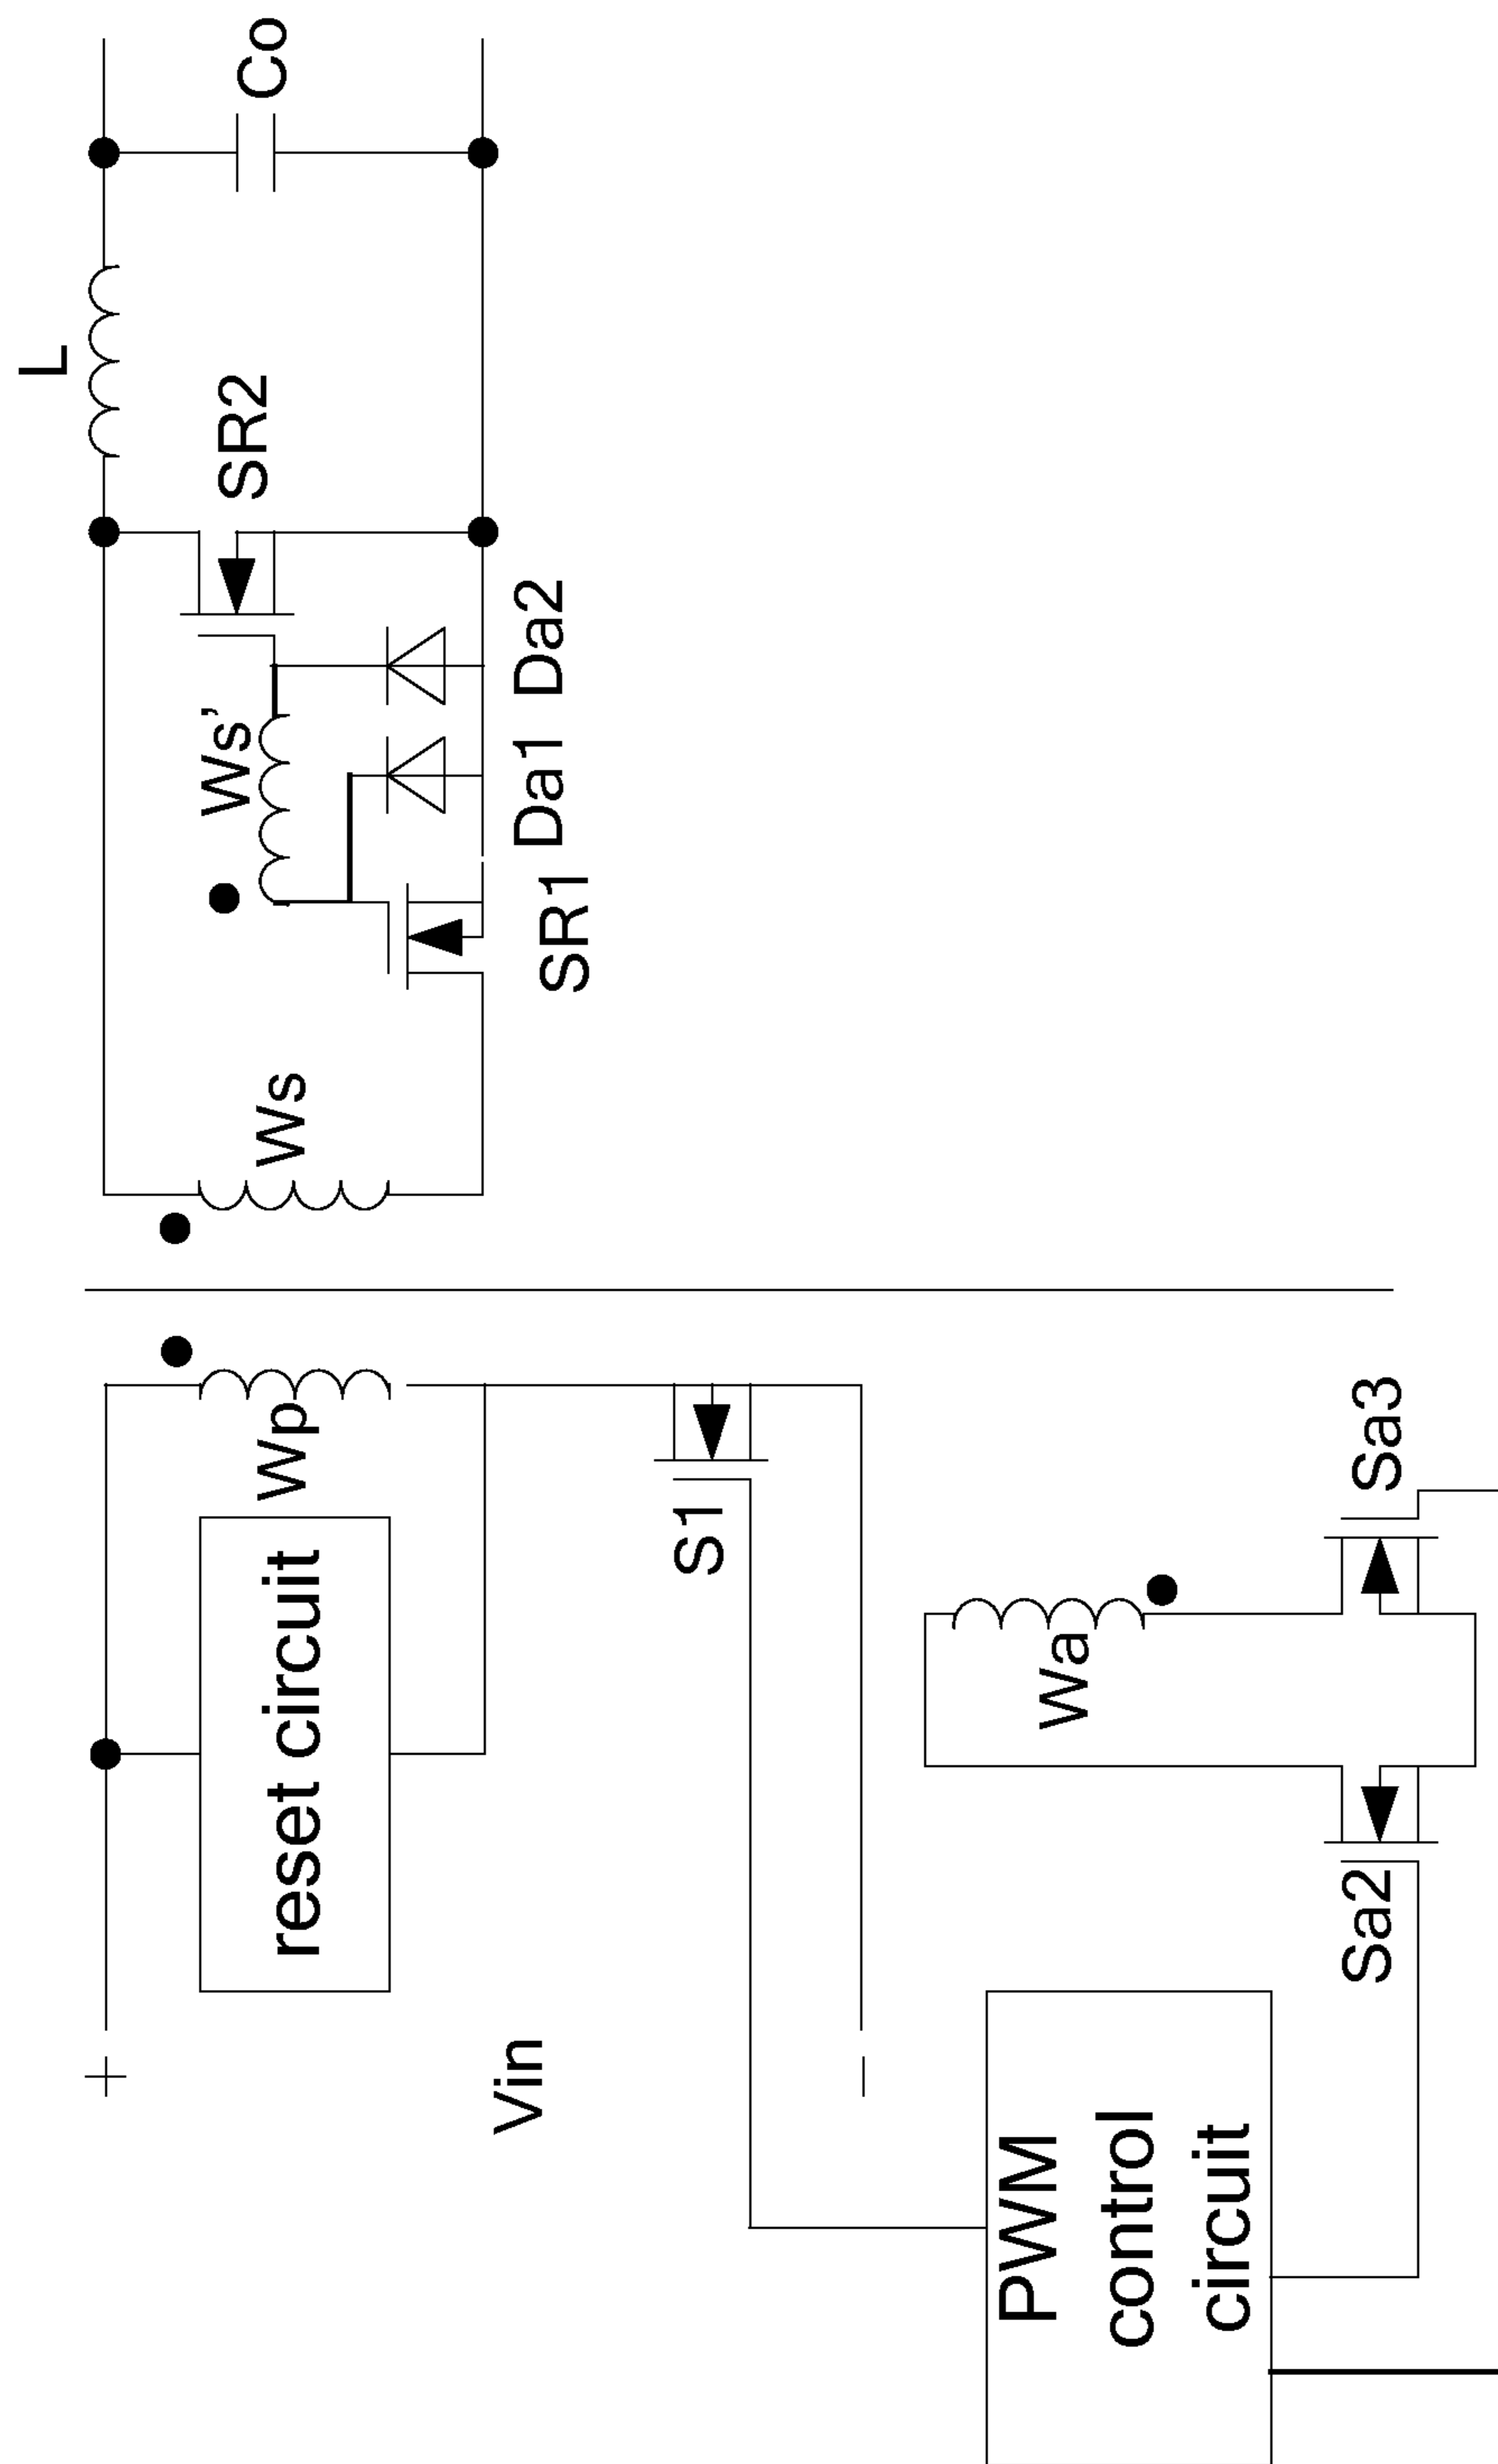 +
reset circuit
Wp
Ws
L
SR2
Co
Ws'
SR1
Da1
Da2
Vin
S1
−
PWM
control
circuit
Wa
Sa2
Sa3